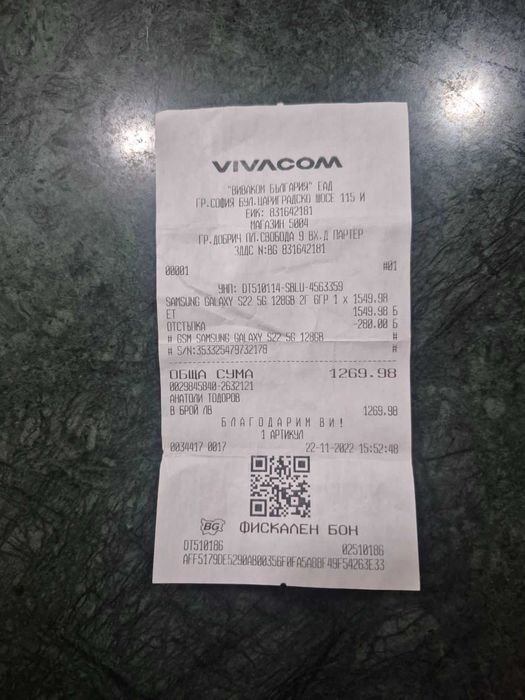 VIVACOM
"ВИВАКОМ БЪЛГАРИЯ" ЕАД
ГР.СОФИЯ БУЛ.ЦАРИГРАДСКО ШОСЕ 115 И
ЕИК: 831642181
МАГАЗИН 5004
ГР.ДОБРИЧ ПЛ.СВОБОДА 9 ВХ.Д ПАРТЕР
ЗДДС N:BG 831642181
00001 #01
УНП: DT510114-SBLU-4563359
SAMSUNG GALAXY S22 5G 128GB 2Г 6ГР 1 x 1549.98
ЕТ 1549.98 Б
ОТСТЪПКА -280.00 Б
# GSM SAMSUNG GALAXY S22 5G 128GB #
# S/N:353325479732178 #
ОБЩА СУМА 1269.98
0029845840-2632121
АНАТОЛИ ТОДОРОВ
В БРОЙ ЛВ 1269.98
БЛАГОДАРИМ ВИ!
1 АРТИКУЛ
0034417 0017 22-11-2022 15:52:48
BG ФИСКАЛЕН БОН
DT510186 02510186
AFF5179DE5290AB00356F0FA5A88F49F54263E33